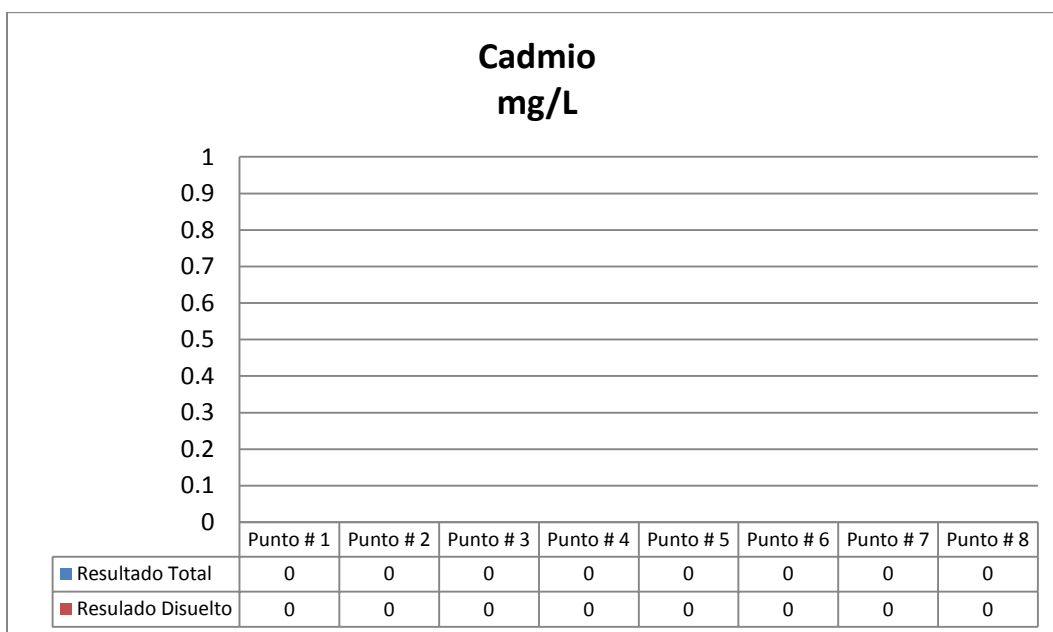 Cadmio
mg/L
1
0.9
0.8
0.7
0.6
0.5
0.4
0.3
0.2
0.1
0
Punto # 1 Punto # 2 Punto # 3 Punto # 4 Punto # 5 Punto # 6 Punto # 7 Punto # 8
Resultado Total 0 0 0 0 0 0 0 0
Resulado Disuelto 0 0 0 0 0 0 0 0